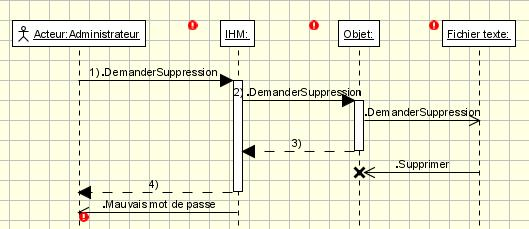 Acteur:Administrateur
IHM:
Objet:
Fichier texte:
1) .DemanderSuppression
2) .DemanderSuppression
.DemanderSuppression
3)
.Supprimer
4)
.Mauvais mot de passe